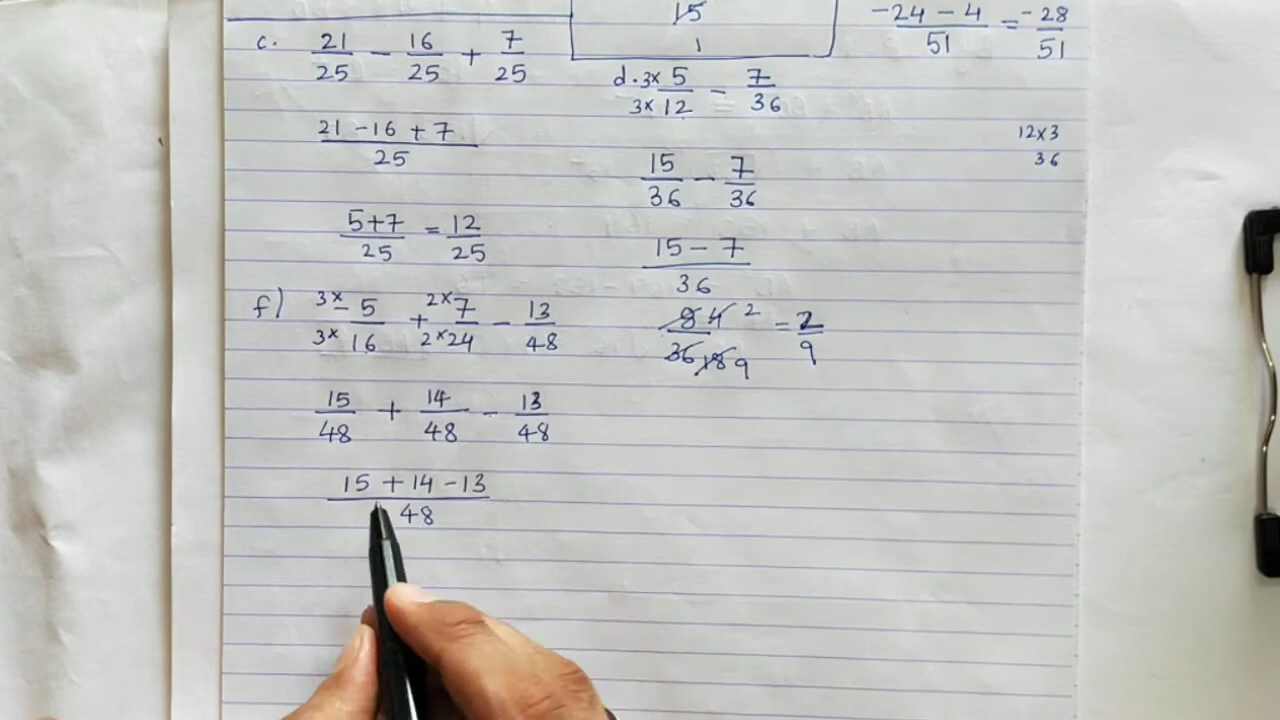 15
1
-24 - 4 / 51 = -28 / 51
c. 21/25 - 16/25 + 7/25
21 - 16 + 7 / 25
5+7 / 25 = 12 / 25
d. 3× 5 / 3× 12 - 7/36
12×3
36
15/36 - 7/36
15 - 7 / 36
8 4 2 / 36 18 9 = 2/9
f) 3× - 5 / 3× 16 + 2× 7 / 2× 24 - 13/48
15/48 + 14/48 - 13/48
15 + 14 - 13 / 48